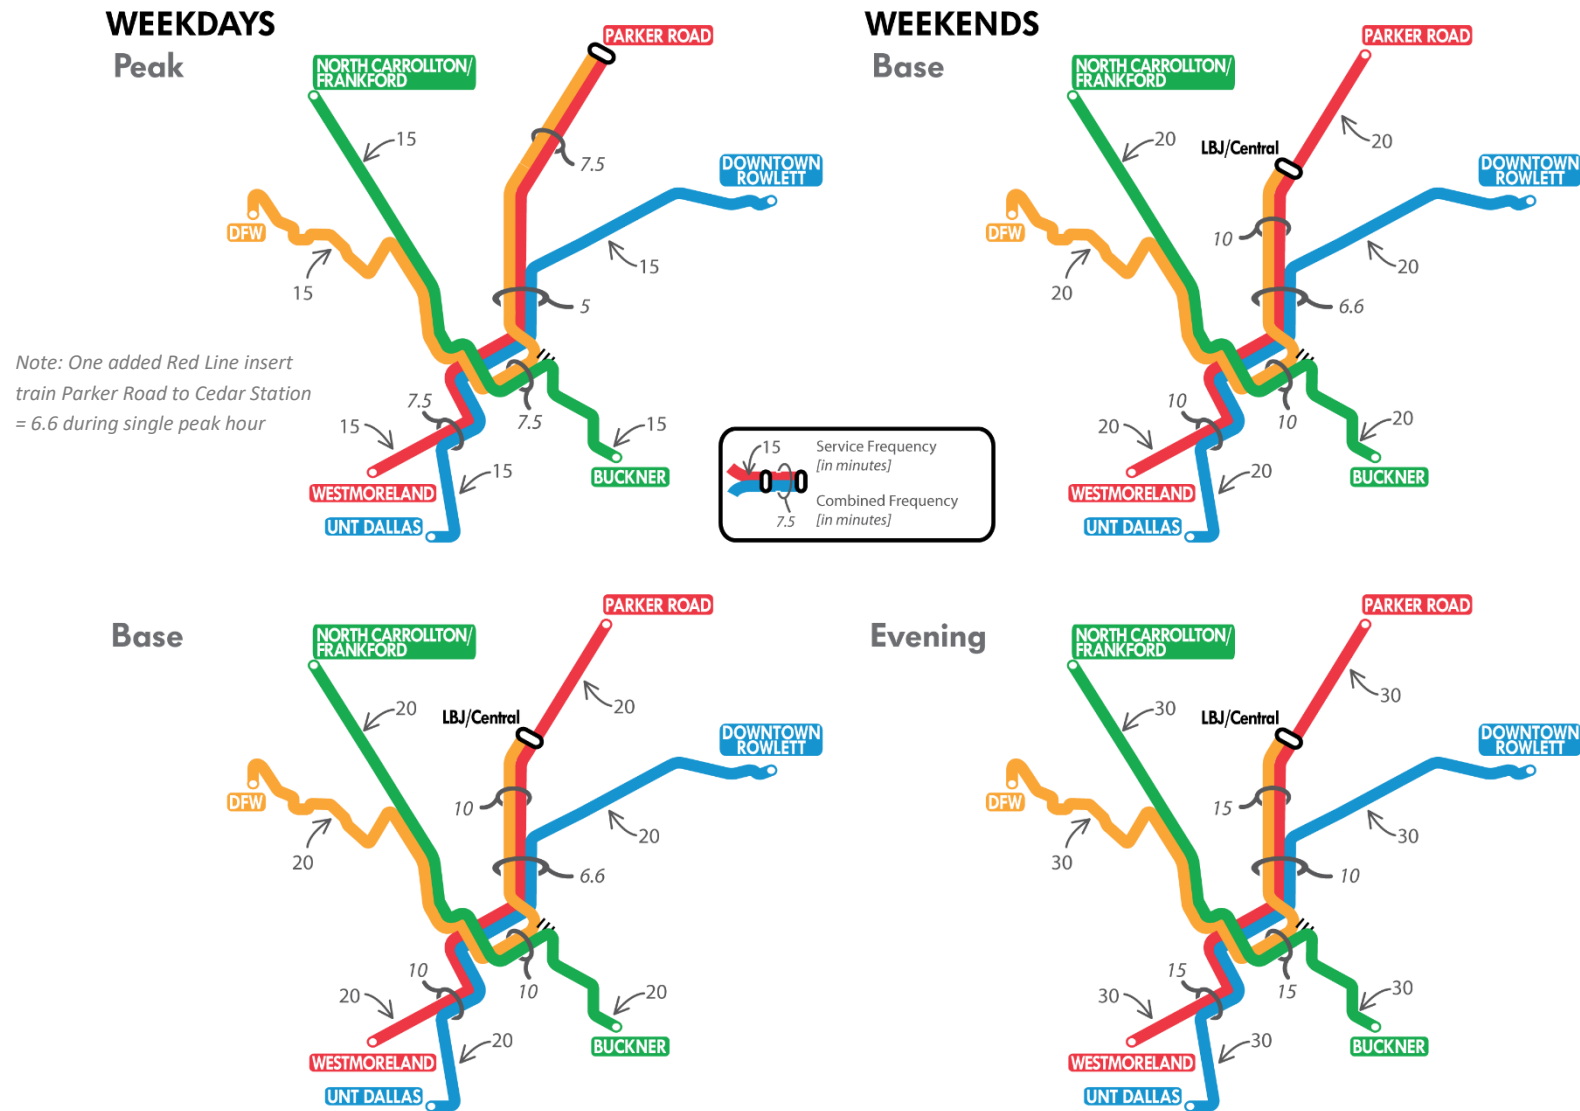 WEEKDAYS
Peak
NORTH CARROLLTON/
FRANKFORD
PARKER ROAD
15
7.5
DOWNTOWN
ROWLETT
DFW
15
15
5
Note: One added Red Line insert
train Parker Road to Cedar Station
= 6.6 during single peak hour
7.5
7.5
15
15
15
WESTMORELAND
BUCKNER
UNT DALLAS
15
Service Frequency
[in minutes]
Combined Frequency
7.5
[in minutes]
WEEKENDS
Base
NORTH CARROLLTON/
FRANKFORD
PARKER ROAD
20
20
LBJ/Central
DOWNTOWN
ROWLETT
DFW
10
20
20
6.6
10
10
20
20
20
WESTMORELAND
BUCKNER
UNT DALLAS
Base
NORTH CARROLLTON/
FRANKFORD
PARKER ROAD
20
20
LBJ/Central
DOWNTOWN
ROWLETT
DFW
10
20
20
6.6
10
10
20
20
20
WESTMORELAND
BUCKNER
UNT DALLAS
Evening
NORTH CARROLLTON/
FRANKFORD
PARKER ROAD
30
30
LBJ/Central
DOWNTOWN
ROWLETT
DFW
15
30
30
10
15
15
30
30
30
WESTMORELAND
BUCKNER
UNT DALLAS